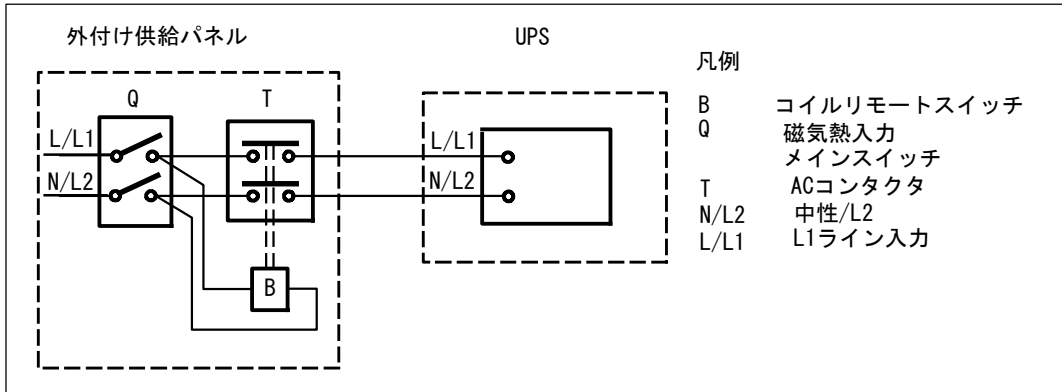 外付け供給パネル
UPS
Q
T
L/L1
N/L2
B
L/L1
N/L2
凡例
B コイルリモートスイッチ
Q 磁気熱入力
メインスイッチ
T ACコンタクタ
N/L2 中性/L2
L/L1 L1ライン入力